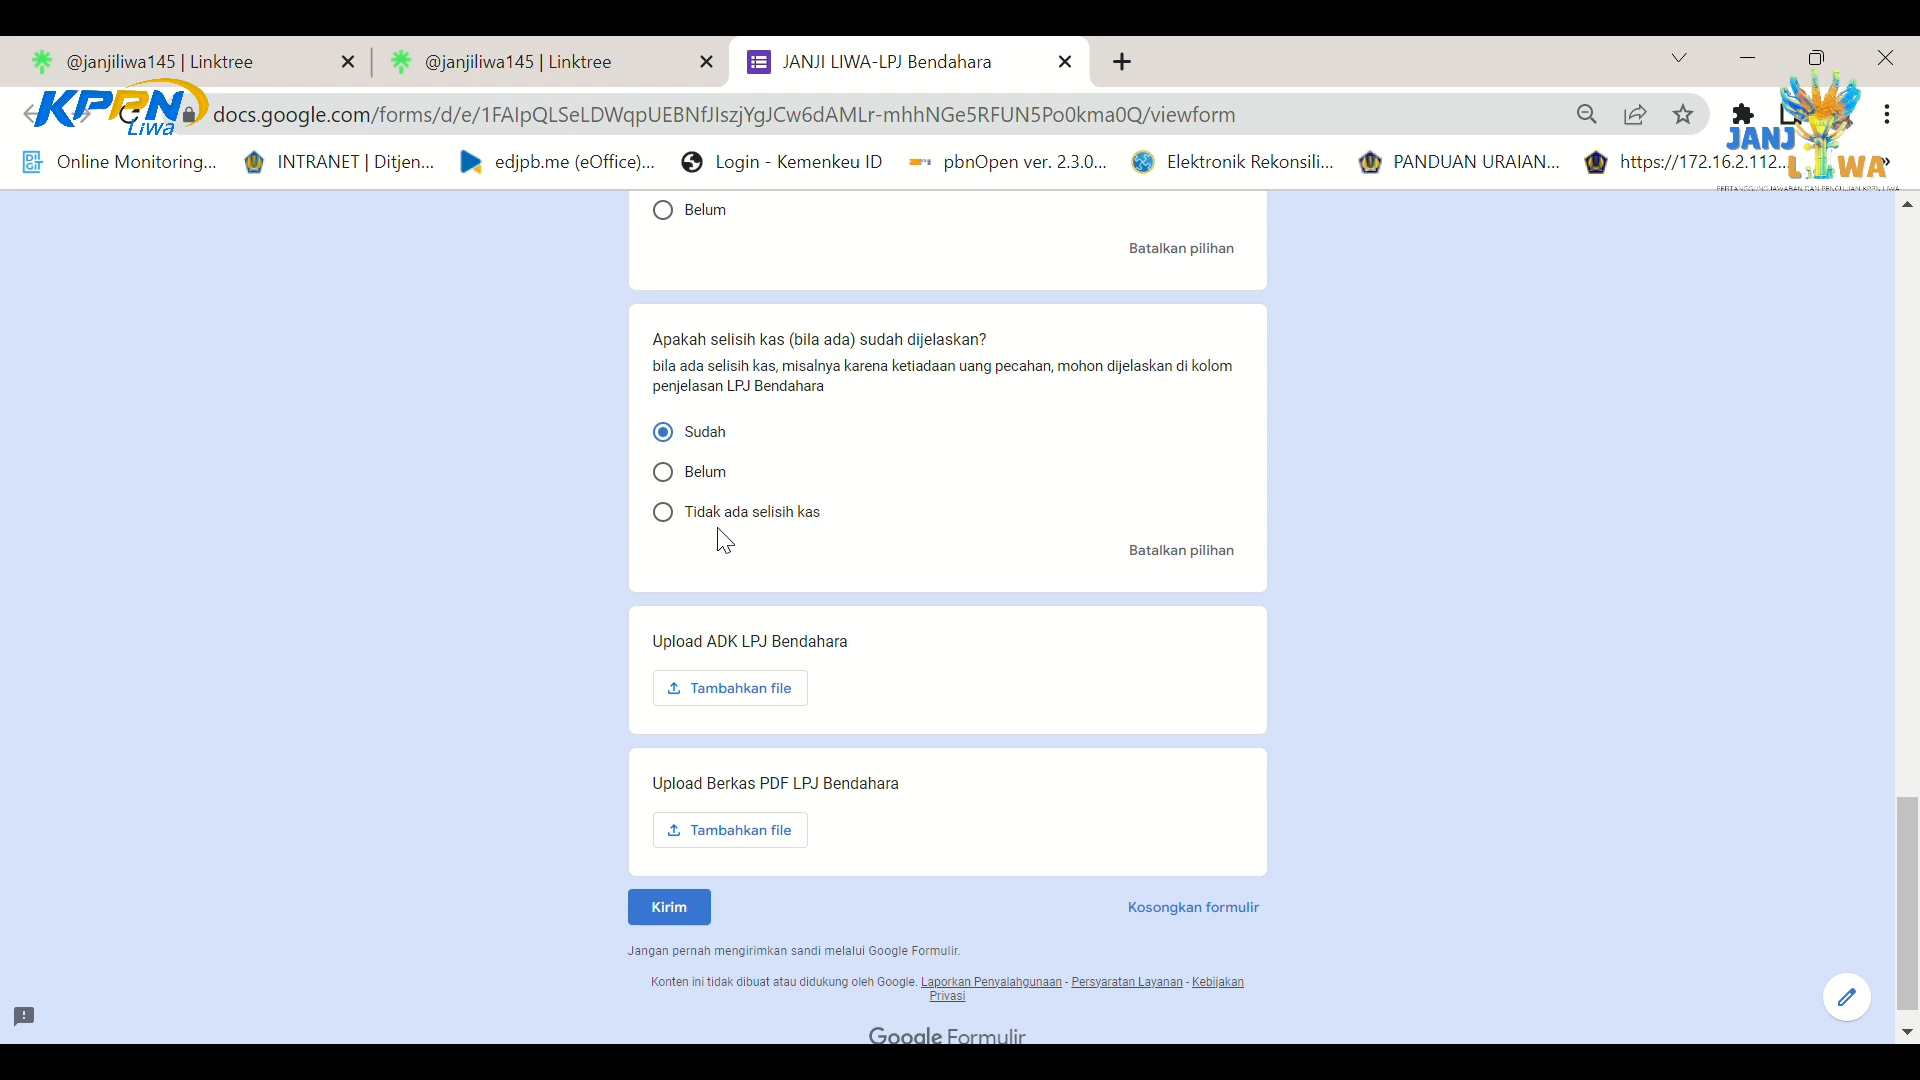 @janjiliwa145 | Linktree
@janjiliwa145 | Linktree
JANJI LIWA-LPJ Bendahara
KPPN
Liwa
docs.google.com/forms/d/e/1FAIpQLSeLDWqpUEBNfJIszjYgJCw6dAMLr-mhhNGe5RFUN5Po0kma0Q/viewform
JANJI
LIWA
PERTANGGUNGJAWABAN DAN PENGUJIAN KPPN LIWA
Online Monitoring...
INTRANET | Ditjen...
edjpb.me (eOffice)...
Login - Kemenkeu ID
pbnOpen ver. 2.3.0...
Elektronik Rekonsili...
PANDUAN URAIAN...
https://172.16.2.112...
Belum
Batalkan pilihan
Apakah selisih kas (bila ada) sudah dijelaskan?
bila ada selisih kas, misalnya karena ketiadaan uang pecahan, mohon dijelaskan di kolom
penjelasan LPJ Bendahara
Sudah
Belum
Tidak ada selisih kas
Batalkan pilihan
Upload ADK LPJ Bendahara
Tambahkan file
Upload Berkas PDF LPJ Bendahara
Tambahkan file
Kirim
Kosongkan formulir
Jangan pernah mengirimkan sandi melalui Google Formulir.
Konten ini tidak dibuat atau didukung oleh Google. Laporkan Penyalahgunaan - Persyaratan Layanan - Kebijakan
Privasi
Google Formulir